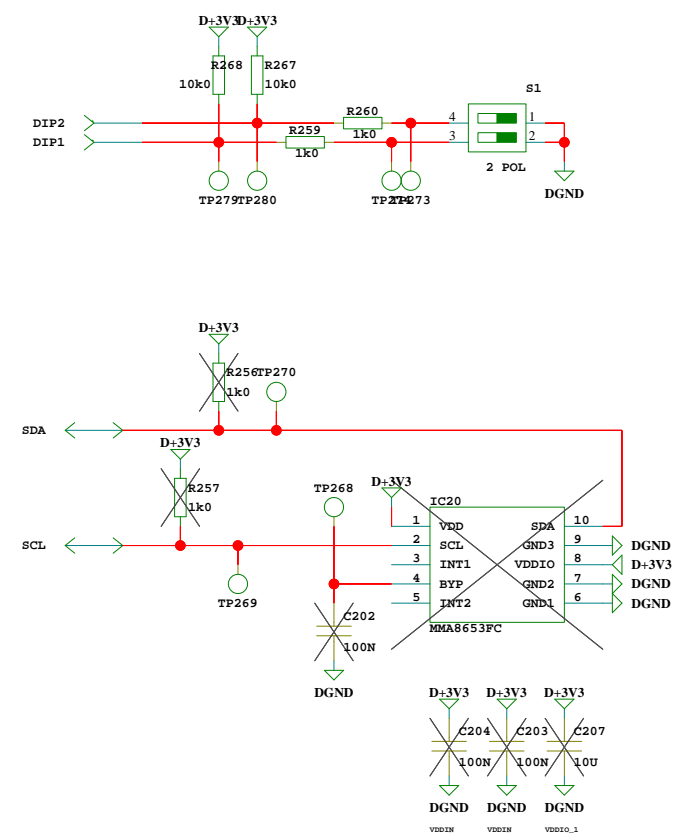 D+3V3 D+3V3
R268 R267
10k0 10k0
S1
DIP2 R260 4 1
DIP1 R259 1k0 3 2
1k0
2 POL
TP279 TP280 TP274 TP273 DGND
D+3V3
R256 TP270
1k0
SDA
D+3V3
R257 TP268 D+3V3
1k0 IC20
1 VDD SDA 10
SCL 2 SCL GND3 9 DGND
3 INT1 VDDIO 8 D+3V3
4 BYP GND2 7 DGND
5 INT2 GND1 6 DGND
TP269
C202 MMA8653FC
100N
DGND
D+3V3 D+3V3 D+3V3
C204 C203 C207
100N 100N 10U
DGND DGND DGND
VDDIN VDDIN VDDIO_1